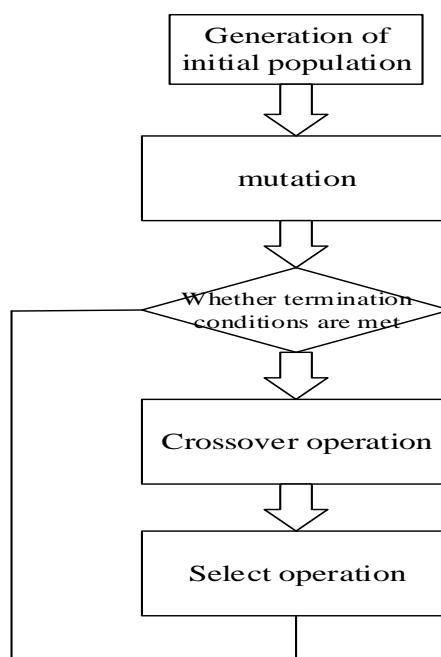 Generation of
initial population
mutation
Whether termination
conditions are met
Crossover operation
Select operation